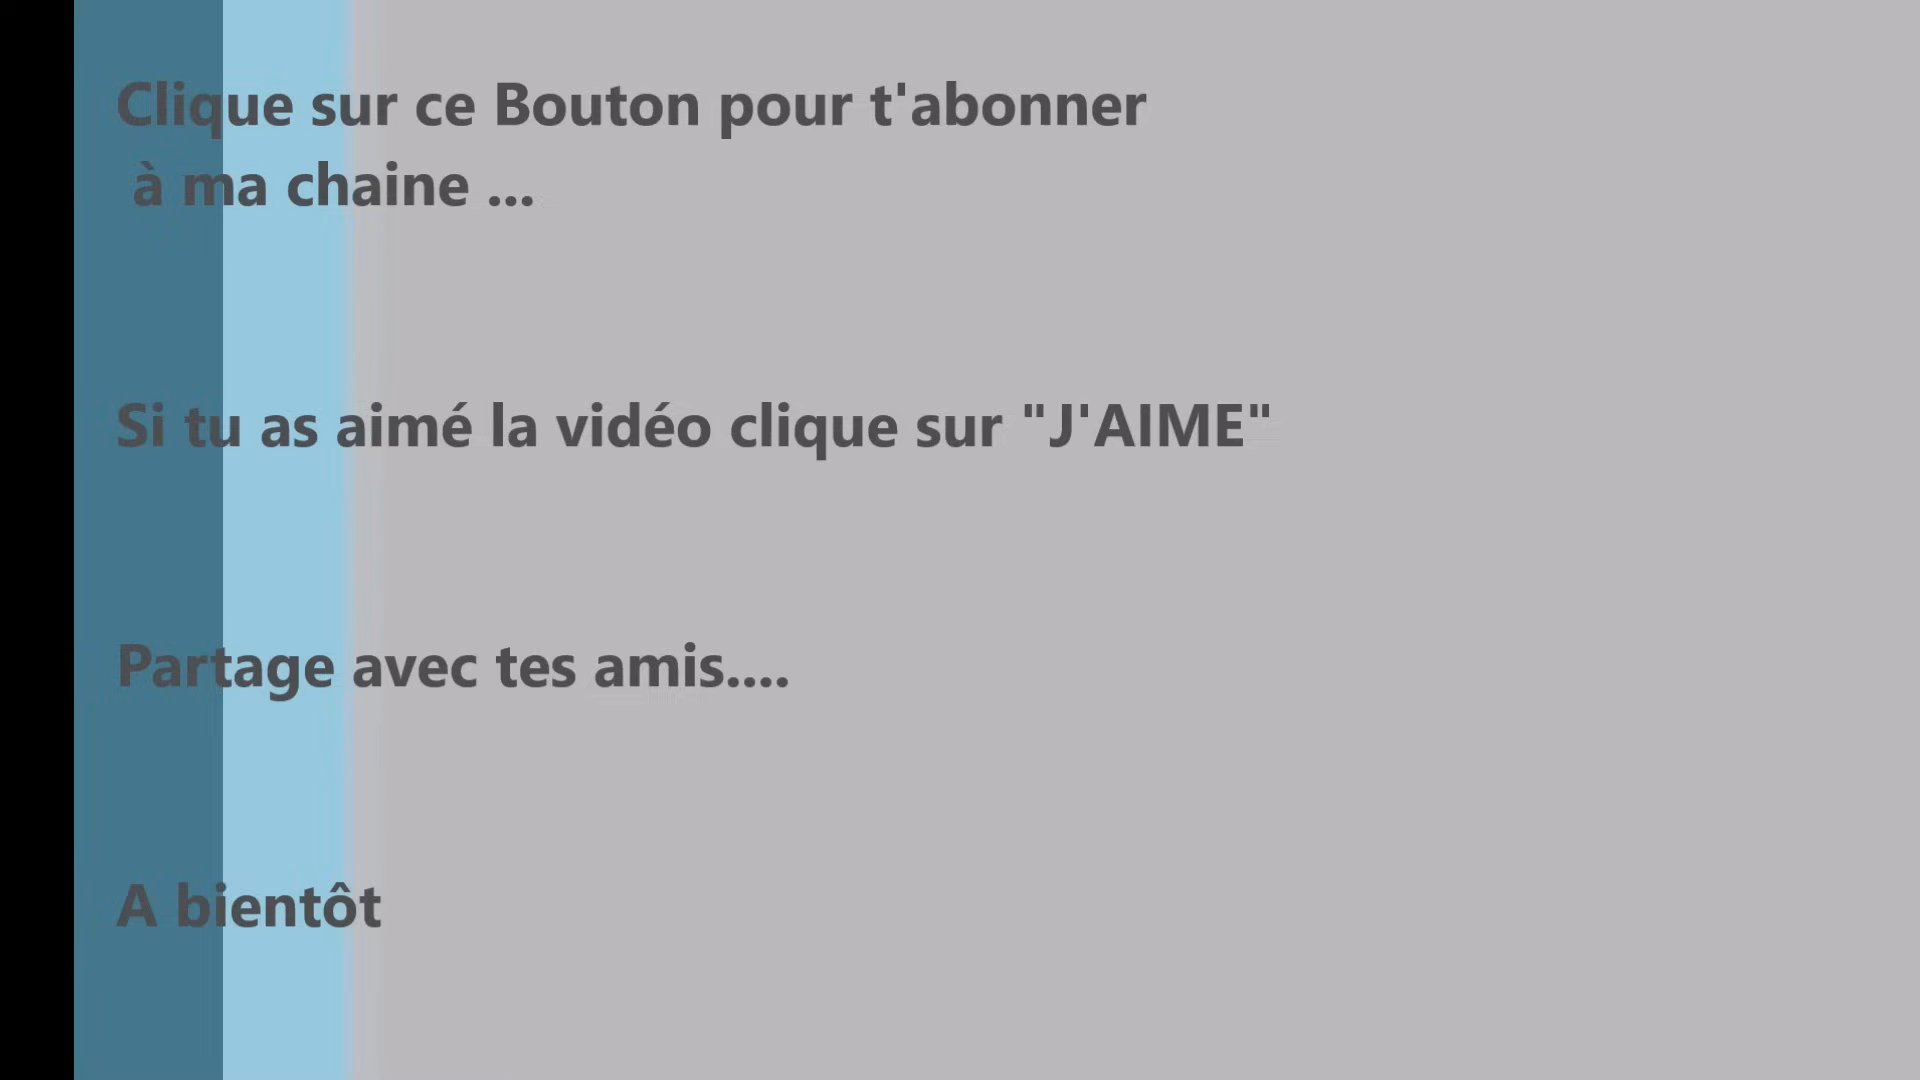 Clique sur ce Bouton pour t'abonner
à ma chaine ...
Si tu as aimé la vidéo clique sur "J'AIME"
Partage avec tes amis....
A bientôt